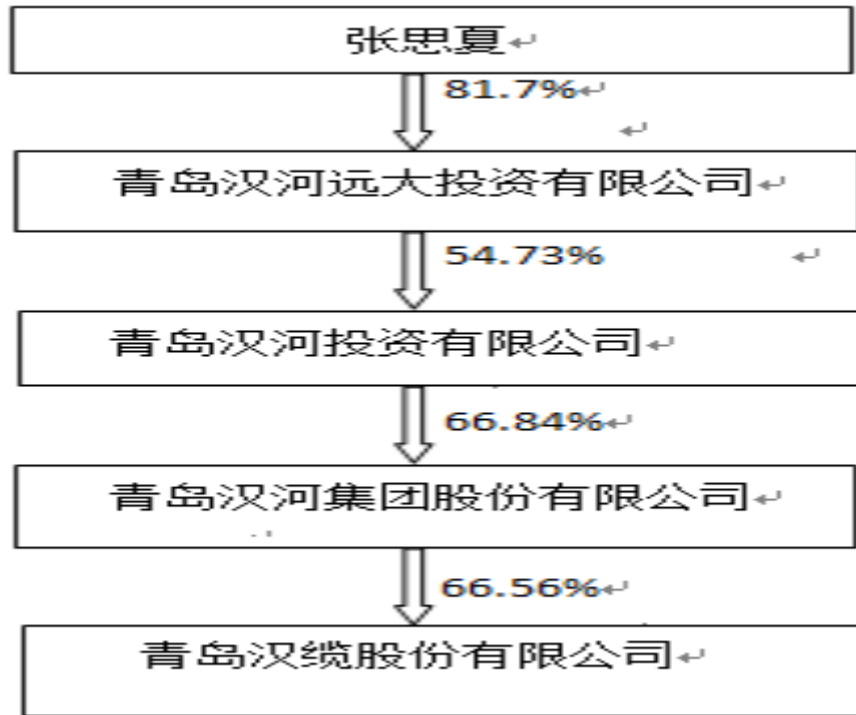 张思夏
81.7%
青岛汉河远大投资有限公司
54.73%
青岛汉河投资有限公司
66.84%
青岛汉河集团股份有限公司
66.56%
青岛汉缆股份有限公司